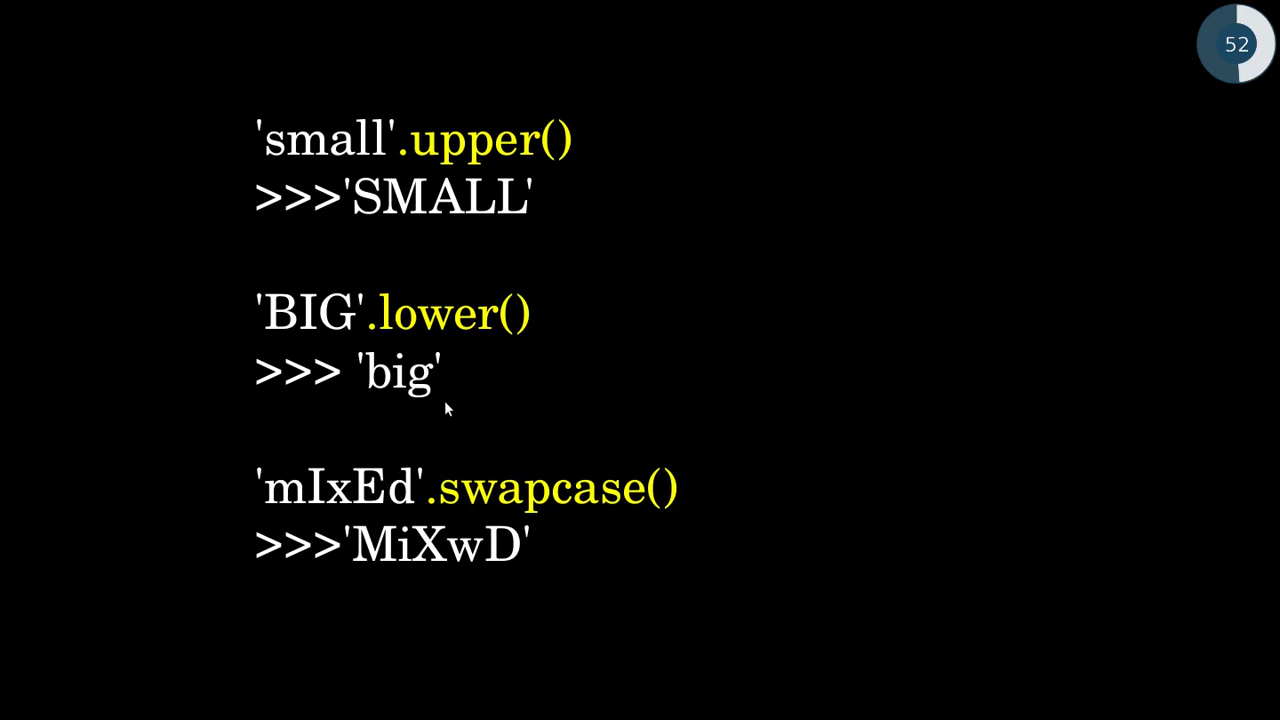 52
'small'.upper()
>>>'SMALL'
'BIG'.lower()
>>> 'big'
'mIxEd'.swapcase()
>>>'MiXwD'